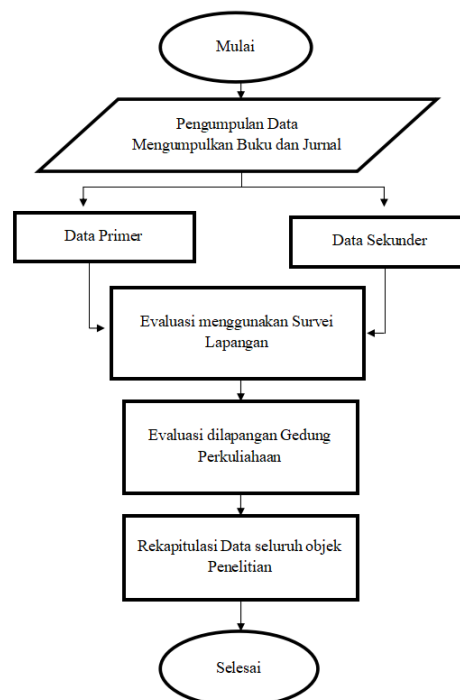 Mulai
Pengumpulan Data
Mengumpulkan Buku dan Jurnal
Data Primer
Data Sekunder
Evaluasi menggunakan Survei
Lapangan
Evaluasi dilapangan Gedung
Perkuliahaan
Rekapitulasi Data seluruh objek
Penelitian
Selesai